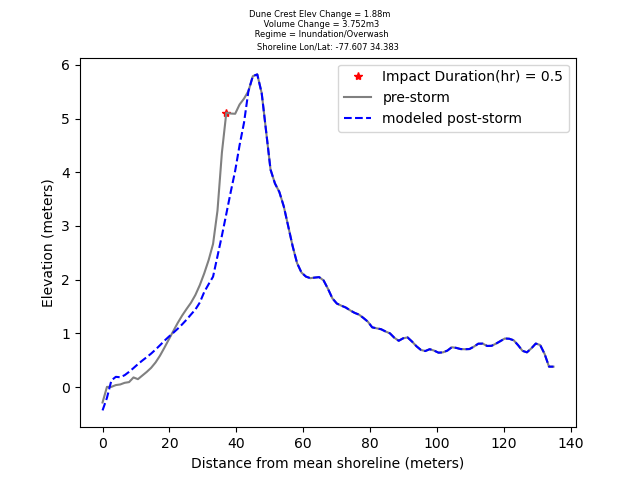 Dune Crest Elev Change = 1.88m
Volume Change = 3.752m3
Regime = Inundation/Overwash
Shoreline Lon/Lat: -77.607 34.383
Impact Duration(hr) = 0.5
pre-storm
modeled post-storm
6
5
4
3
2
1
0
Elevation (meters)
0 20 40 60 80 100 120 140
Distance from mean shoreline (meters)